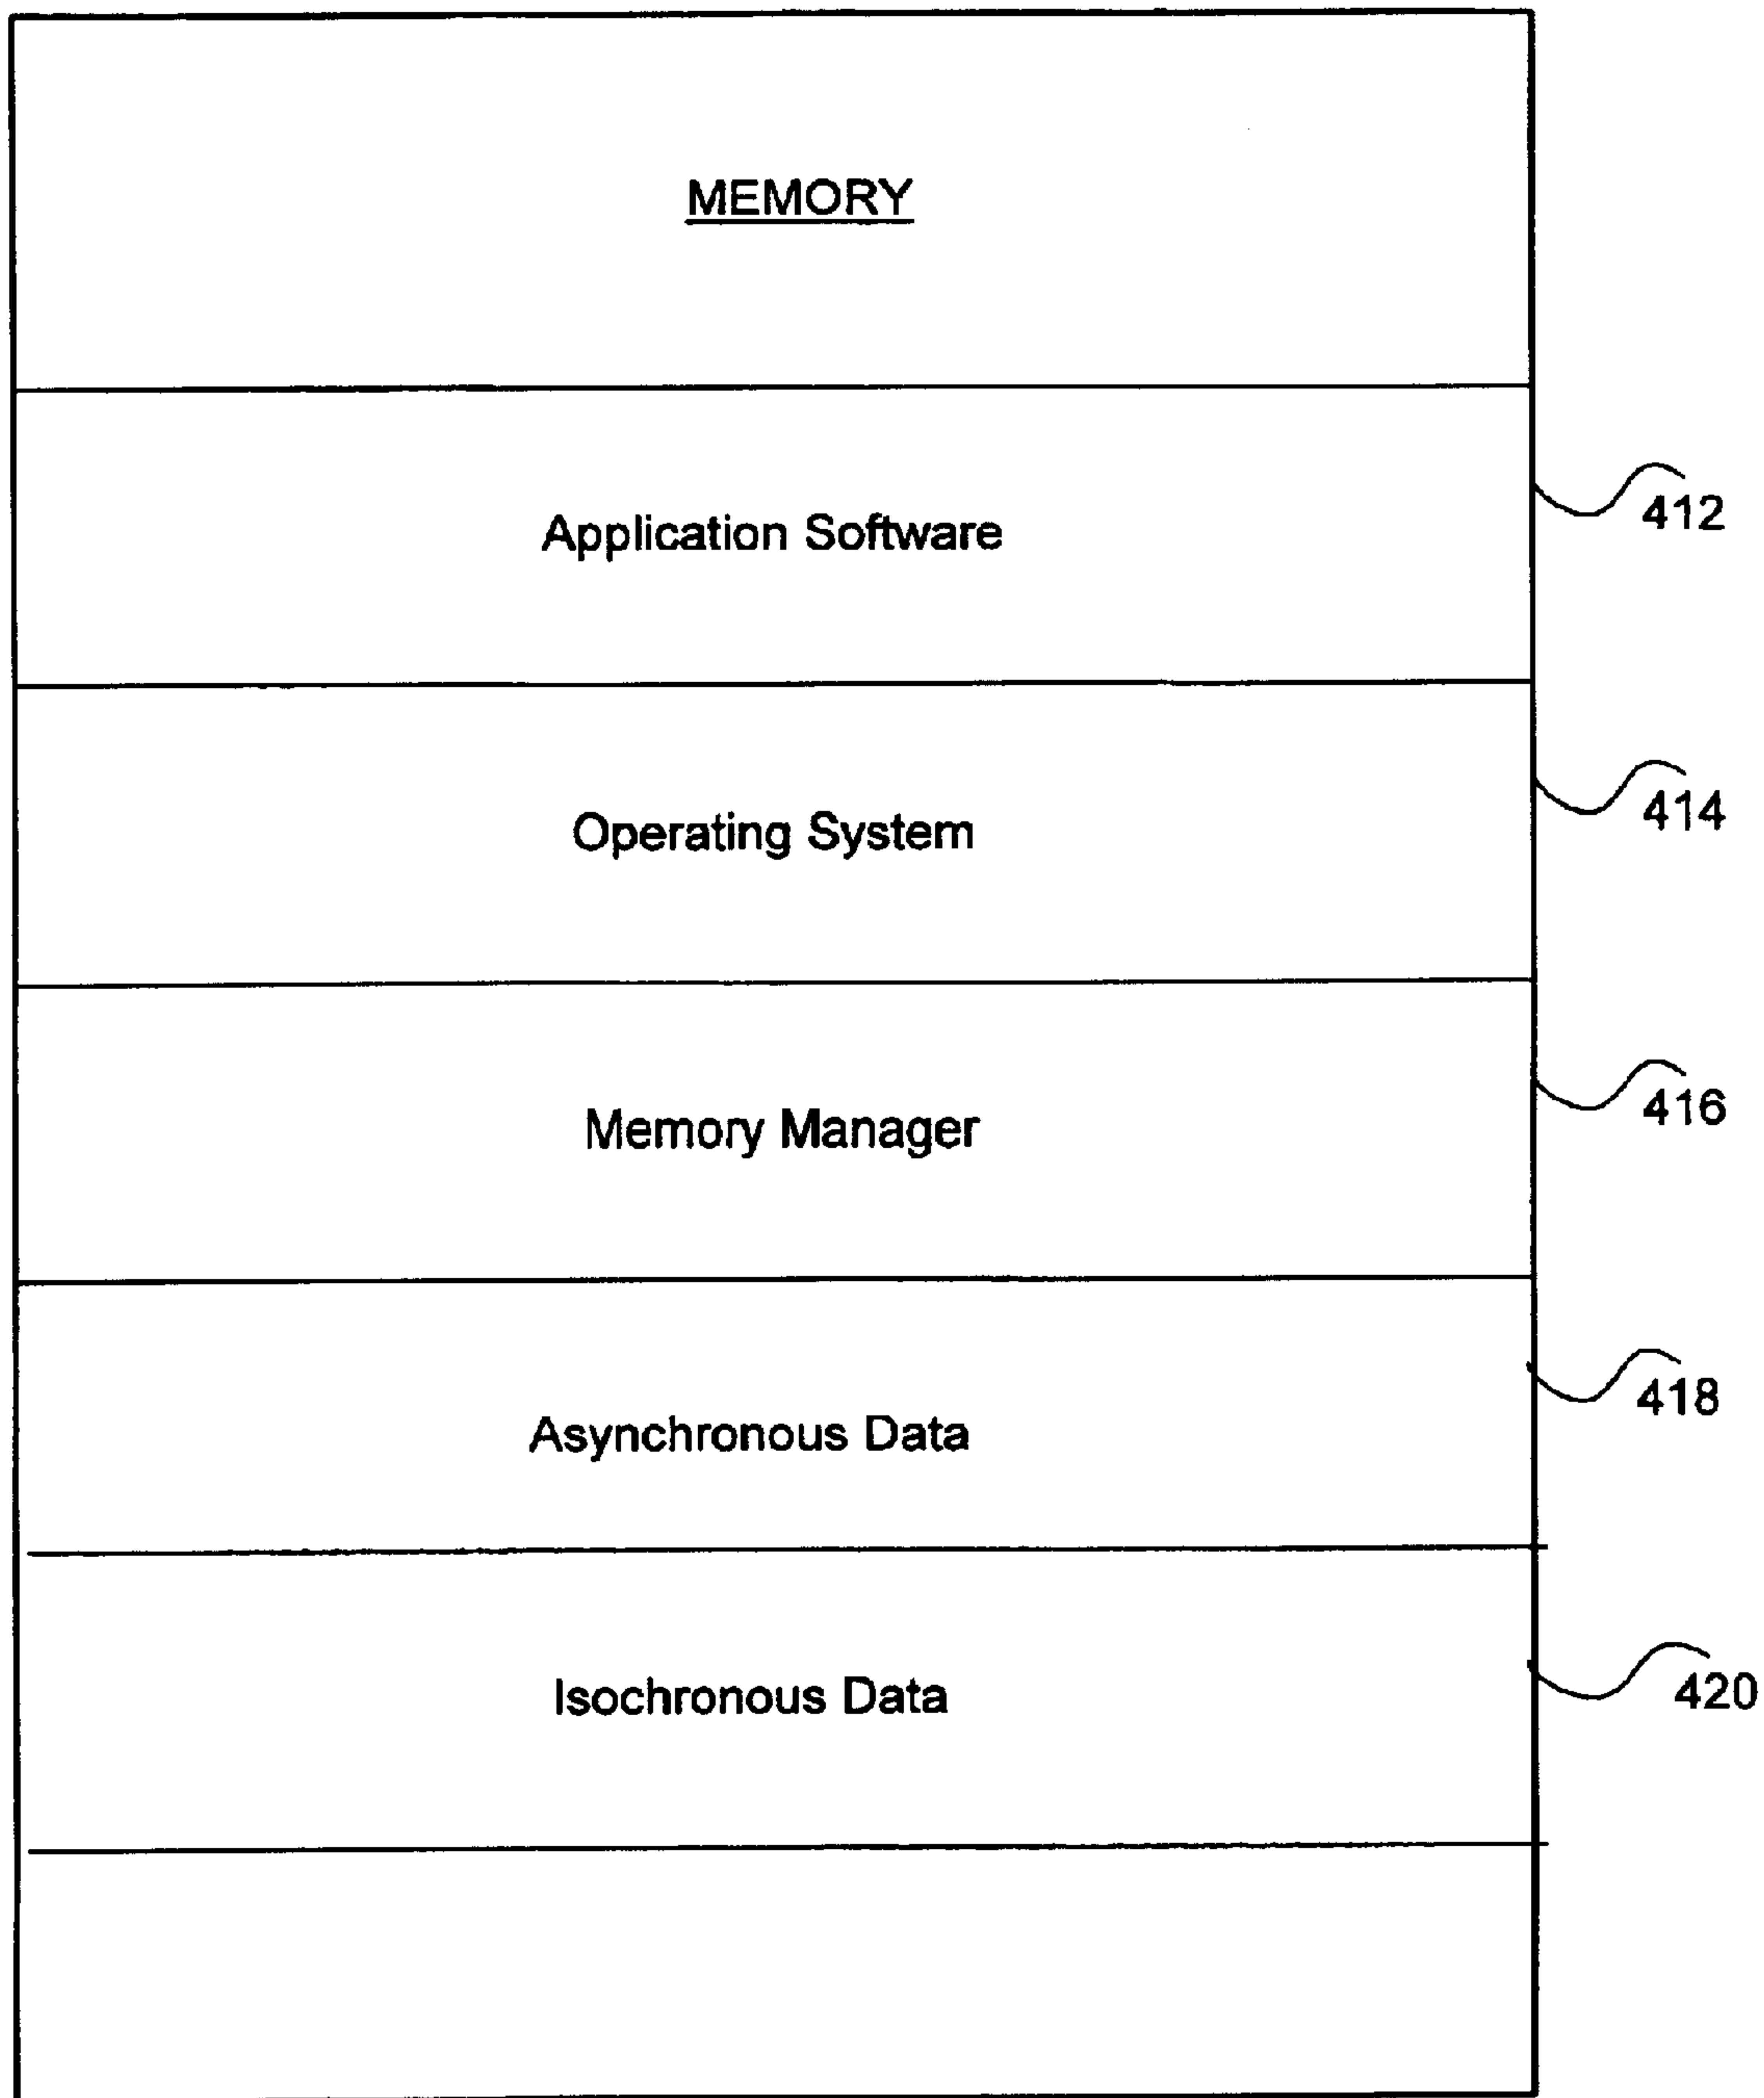 MEMORY
Application Software
412
Operating System
414
Memory Manager
416
Asynchronous Data
418
Isochronous Data
420